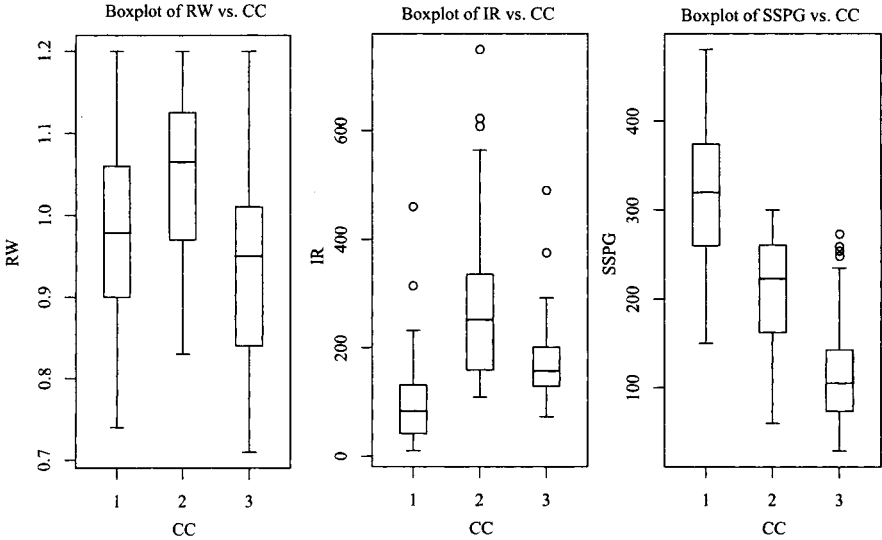 Boxplot of RW vs. CC
1.2
1.1
1.0
0.9
0.8
0.7
RW
1 2 3
CC
Boxplot of IR vs. CC
600
400
200
0
IR
1 2 3
CC
Boxplot of SSPG vs. CC
400
300
200
100
SSPG
1 2 3
CC